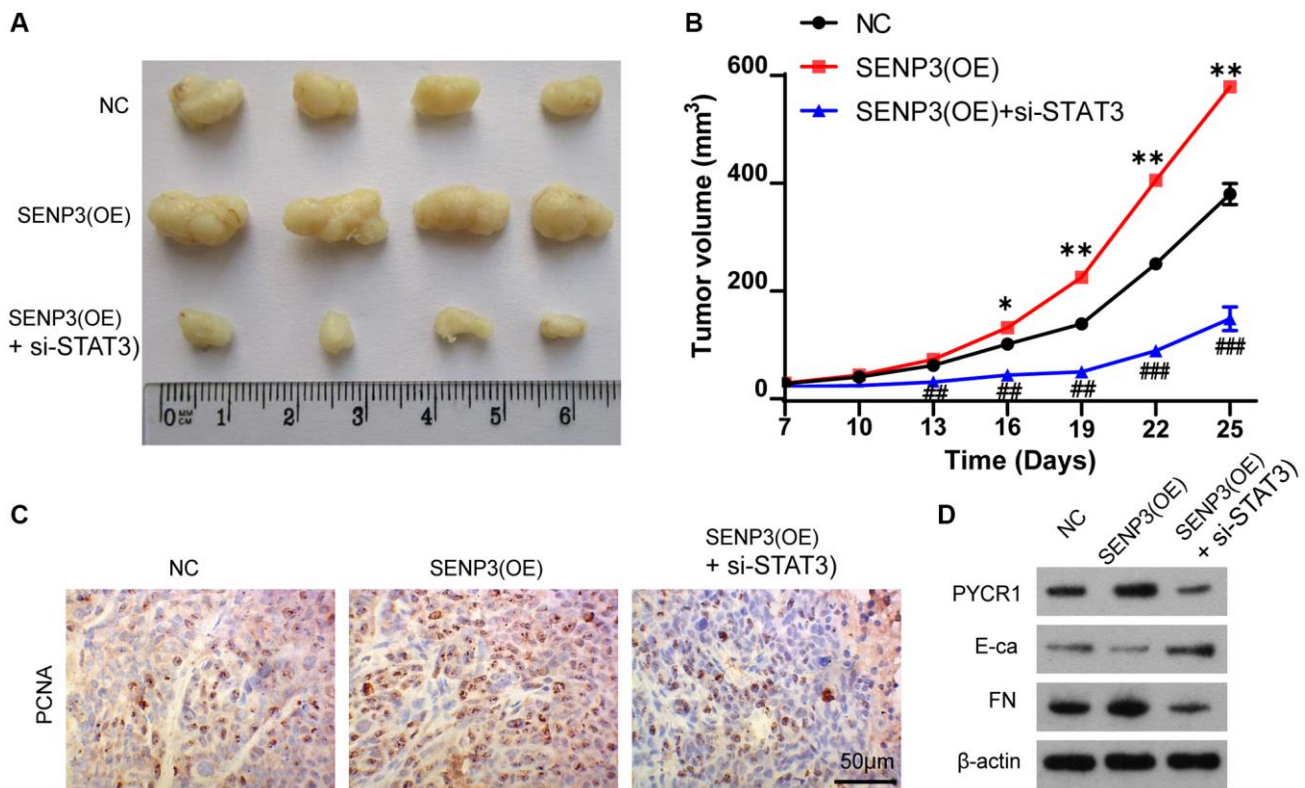 A
NC
SENP3(OE)
SENP3(OE)
+ si-STAT3)
0 MM CM 1 2 3 4 5 6
B
NC
SENP3(OE)
SENP3(OE)+si-STAT3
Tumor volume (mm3)
600
400
200
0
**
**
**
*
##
##
##
###
###
7 10 13 16 19 22 25
Time (Days)
C
NC
SENP3(OE)
SENP3(OE)
+ si-STAT3)
PCNA
50μm
D
NC
SENP3(OE)
SENP3(OE)
+ si-STAT3)
PYCR1
E-ca
FN
β-actin